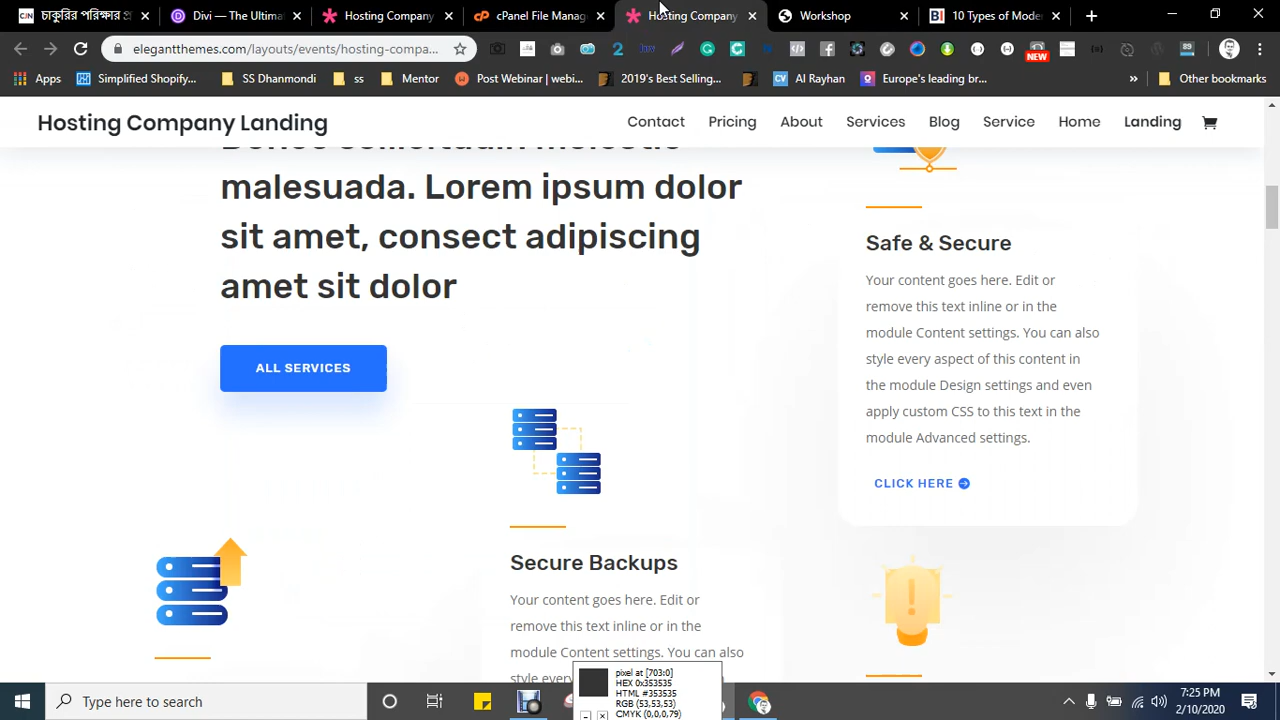 চাকুরির পরিক্ষার
Divi — The Ultima
Hosting Company
cPanel File Manag
Hosting Company
Workshop
10 Types of Mode
elegantthemes.com/layouts/events/hosting-compa...
NEW
Apps
Simplified Shopify...
SS Dhanmondi
ss
Mentor
Post Webinar | webi...
2019's Best Selling...
CV
Al Rayhan
Europe's leading br...
Other bookmarks
Hosting Company Landing
Contact
Pricing
About
Services
Blog
Service
Home
Landing
malesuada. Lorem ipsum dolor
sit amet, consect adipiscing
amet sit dolor
ALL SERVICES
Safe & Secure
Your content goes here. Edit or
remove this text inline or in the
module Content settings. You can also
style every aspect of this content in
the module Design settings and even
apply custom CSS to this text in the
module Advanced settings.
CLICK HERE
Secure Backups
Your content goes here. Edit or
remove this text inline or in the
module Content settings. You can also
pixel at [703:0]
HEX 0x353535
HTML #353535
RGB (53,53,53)
CMYK (0,0,0,79)
Type here to search
7:25 PM
2/10/2020